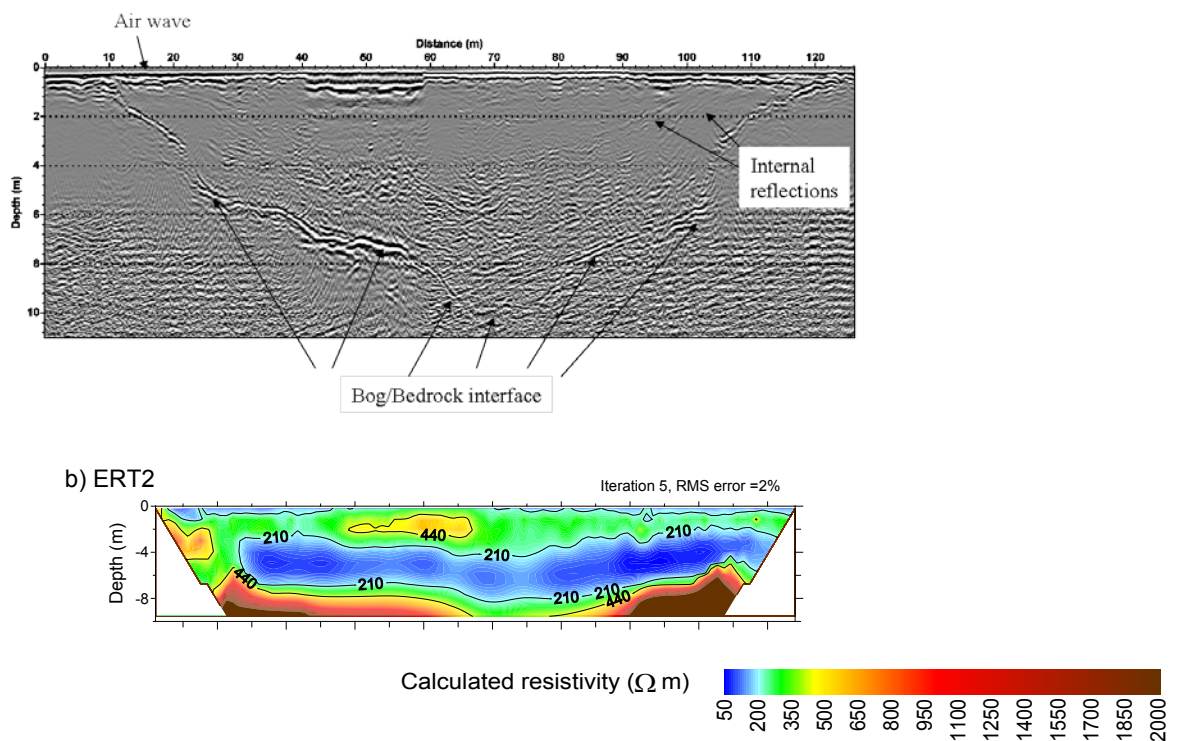 Air wave
Distance (m)
0 10 20 30 40 50 60 70 80 90 100 110 120
0
2
4
6
8
10
Depth (m)
Internal
reflections
Bog/Bedrock interface
b) ERT2
Iteration 5, RMS error =2%
0
-4
-8
Depth (m)
210
440
210
210
440
210
210
210
440
Calculated resistivity (Ω m)
50 200 350 500 650 800 950 1100 1250 1400 1550 1700 1850 2000